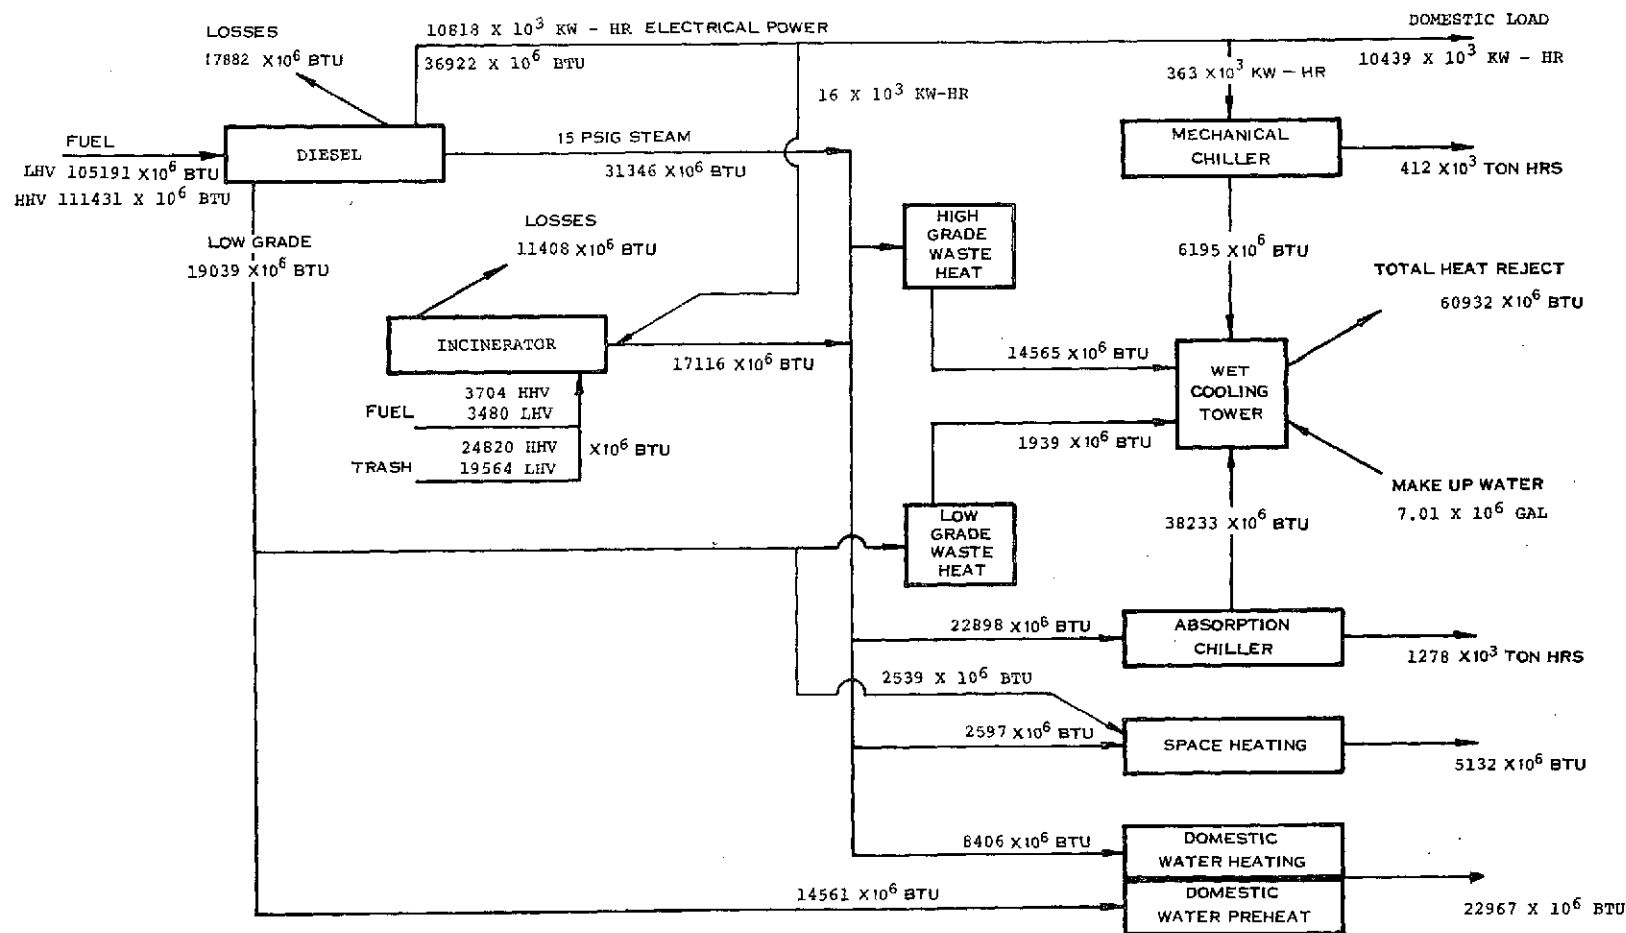 LOSSES
17882 X10⁶ BTU
10818 X 10³ KW - HR ELECTRICAL POWER
36922 X 10⁶ BTU
DOMESTIC LOAD
10439 X 10³ KW - HR
363 X10³ KW - HR
16 X 10³ KW-HR
FUEL
LHV 105191 X10⁶ BTU
HHV 111431 X 10⁶ BTU
DIESEL
15 PSIG STEAM
31346 X10⁶ BTU
MECHANICAL
CHILLER
412 X10³ TON HRS
LOW GRADE
19039 X10⁶ BTU
LOSSES
11408 X10⁶ BTU
HIGH
GRADE
WASTE
HEAT
6195 X10⁶ BTU
TOTAL HEAT REJECT
60932 X10⁶ BTU
INCINERATOR
17116 X10⁶ BTU
14565 X10⁶ BTU
WET
COOLING
TOWER
3704 HHV
FUEL 3480 LHV
24820 HHV
X10⁶ BTU
TRASH 19564 LHV
1939 X10⁶ BTU
MAKE UP WATER
7.01 X 10⁶ GAL
LOW
GRADE
WASTE
HEAT
38233 X10⁶ BTU
22898 X10⁶ BTU
ABSORPTION
CHILLER
1278 X10³ TON HRS
2539 X 10⁶ BTU
2597 X10⁶ BTU
SPACE HEATING
5132 X10⁶ BTU
8406 X10⁶ BTU
DOMESTIC
WATER HEATING
14561 X10⁶ BTU
DOMESTIC
WATER PREHEAT
22967 X 10⁶ BTU